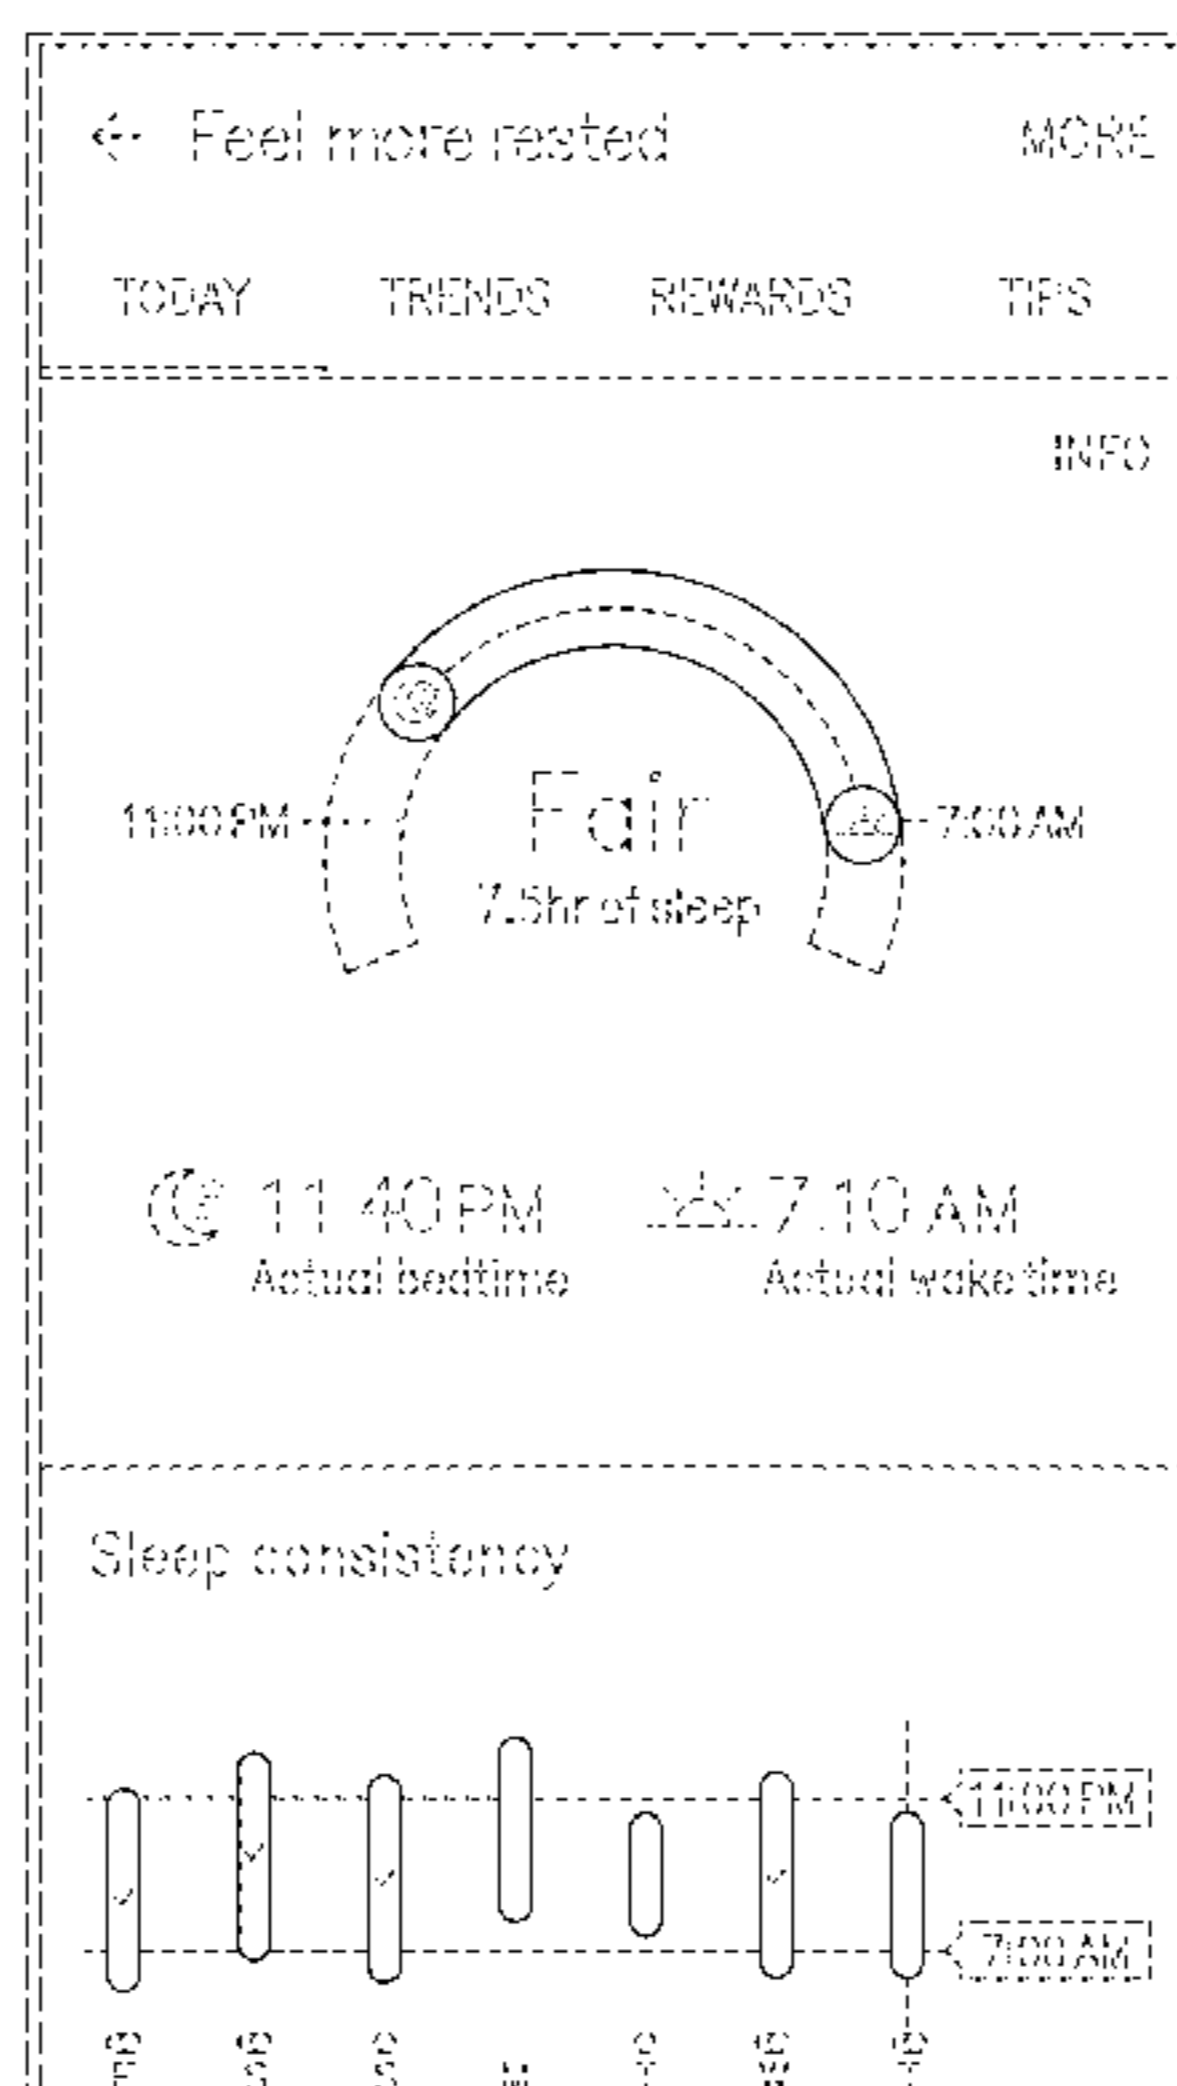 Feel more rested MORE
TODAY TRENDS REWARDS TIPS
INFO
11:00 PM Fair 7:00 AM
7.5hr of sleep
11:40 PM 7:10 AM
Actual bedtime Actual wake time
Sleep consistency
11:00 PM
7:00 AM